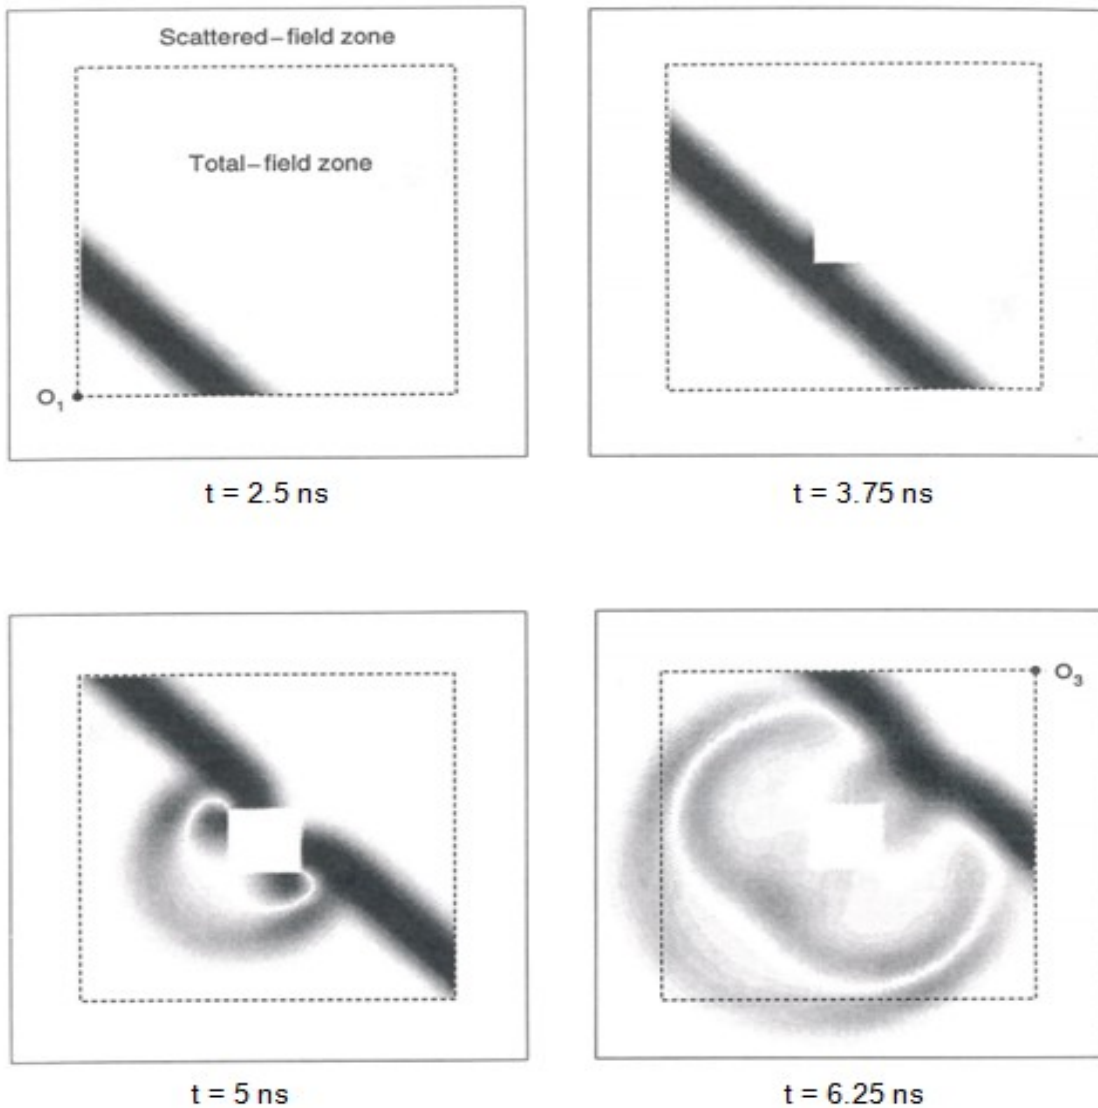 Scattered–field zone
Total–field zone
O₁
t = 2.5 ns
t = 3.75 ns
O₃
t = 5 ns
t = 6.25 ns